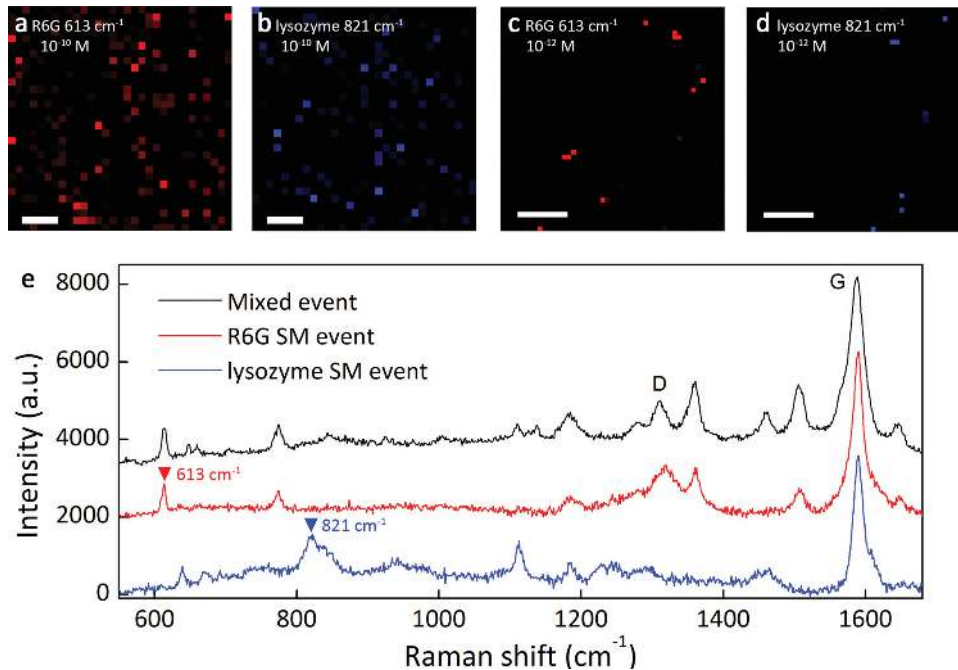 a R6G 613 cm⁻¹
10⁻¹⁰ M
b lysozyme 821 cm⁻¹
10⁻¹⁰ M
c R6G 613 cm⁻¹
10⁻¹² M
d lysozyme 821 cm⁻¹
10⁻¹² M
e
8000
6000
4000
2000
0
Intensity (a.u.)
Mixed event
R6G SM event
lysozyme SM event
G
D
613 cm⁻¹
821 cm⁻¹
600 800 1000 1200 1400 1600
Raman shift (cm⁻¹)